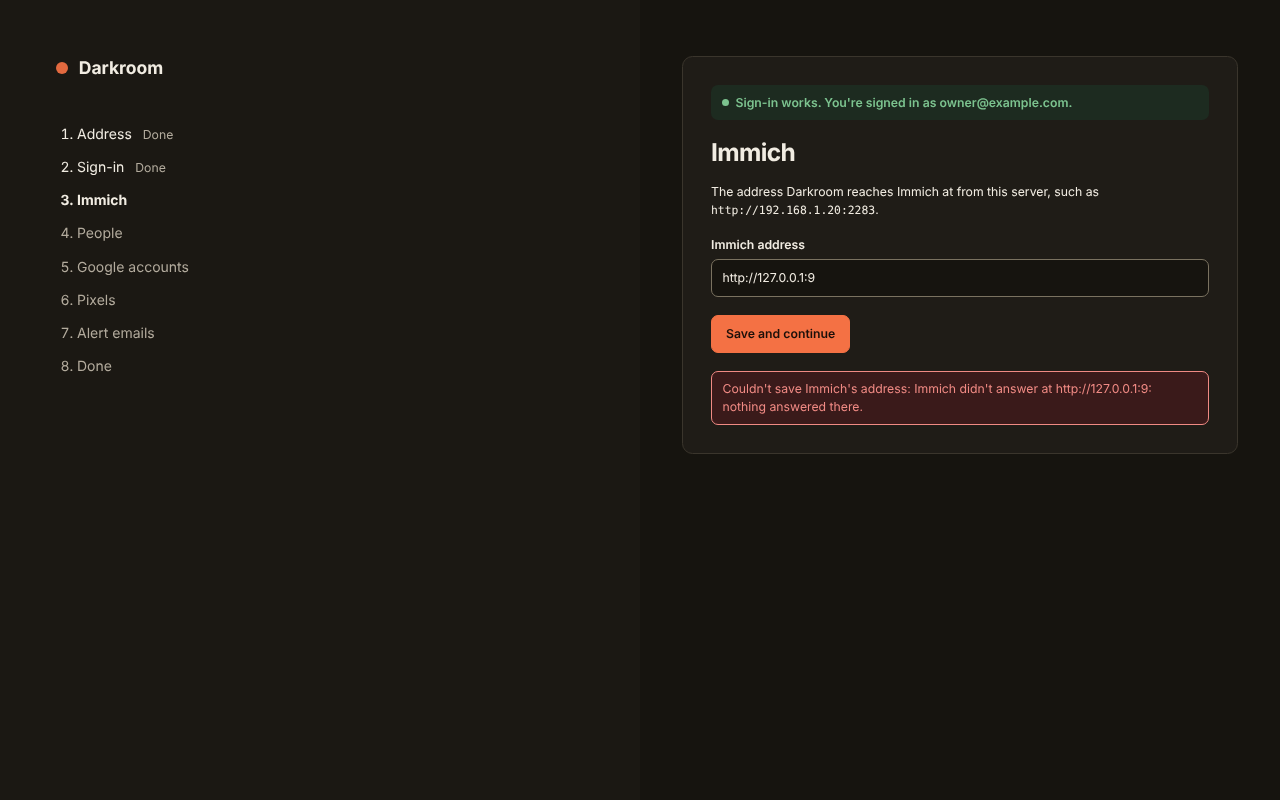 Darkroom
1. Address Done
2. Sign-in Done
3. Immich
4. People
5. Google accounts
6. Pixels
7. Alert emails
8. Done
Sign-in works. You're signed in as owner@example.com.
Immich
The address Darkroom reaches Immich at from this server, such as
http://192.168.1.20:2283.
Immich address
http://127.0.0.1:9
Save and continue
Couldn't save Immich's address: Immich didn't answer at http://127.0.0.1:9:
nothing answered there.